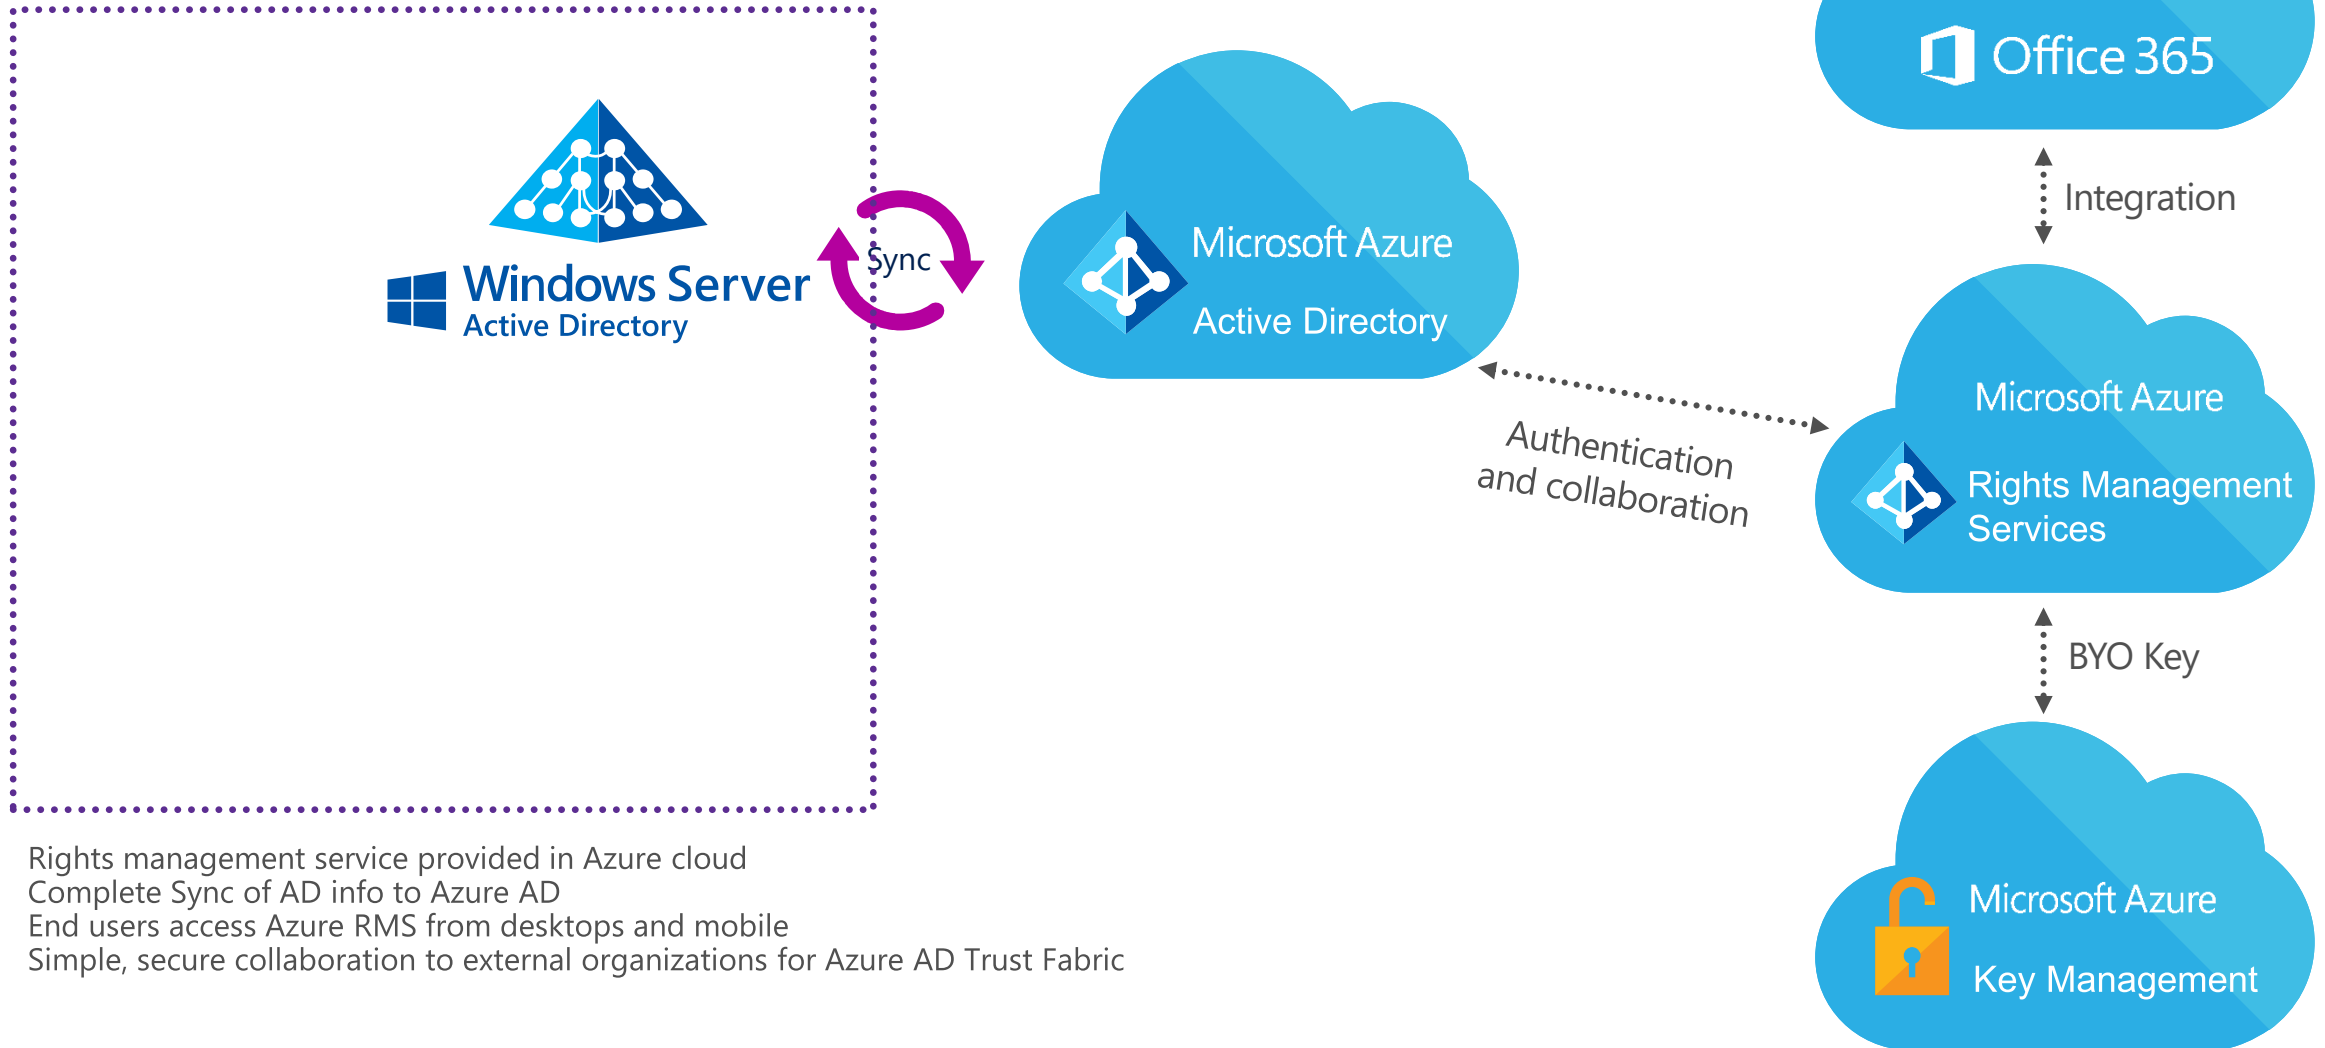 Office 365
Integration
Windows Server
Active Directory
Sync
Microsoft Azure
Active Directory
Authentication
and collaboration
Microsoft Azure
Rights Management
Services
BYO Key
Microsoft Azure
Key Management
Rights management service provided in Azure cloud
Complete Sync of AD info to Azure AD
End users access Azure RMS from desktops and mobile
Simple, secure collaboration to external organizations for Azure AD Trust Fabric